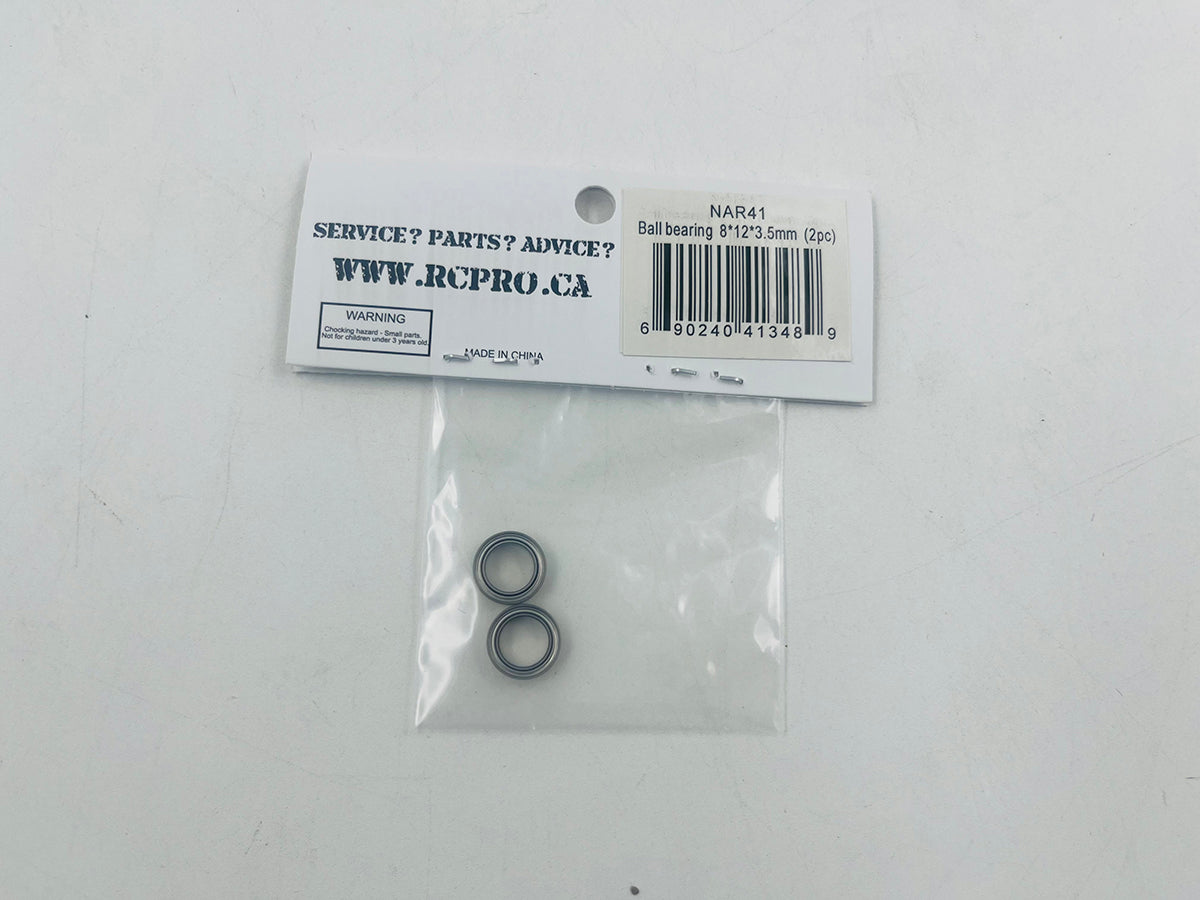 SERVICE? PARTS? ADVICE?
WWW.RCPRO.CA
WARNING
Chocking hazard - Small parts.
Not for children under 3 years old.
MADE IN CHINA
NAR41
Ball bearing 8*12*3.5mm (2pc)
6 90240 41348 9